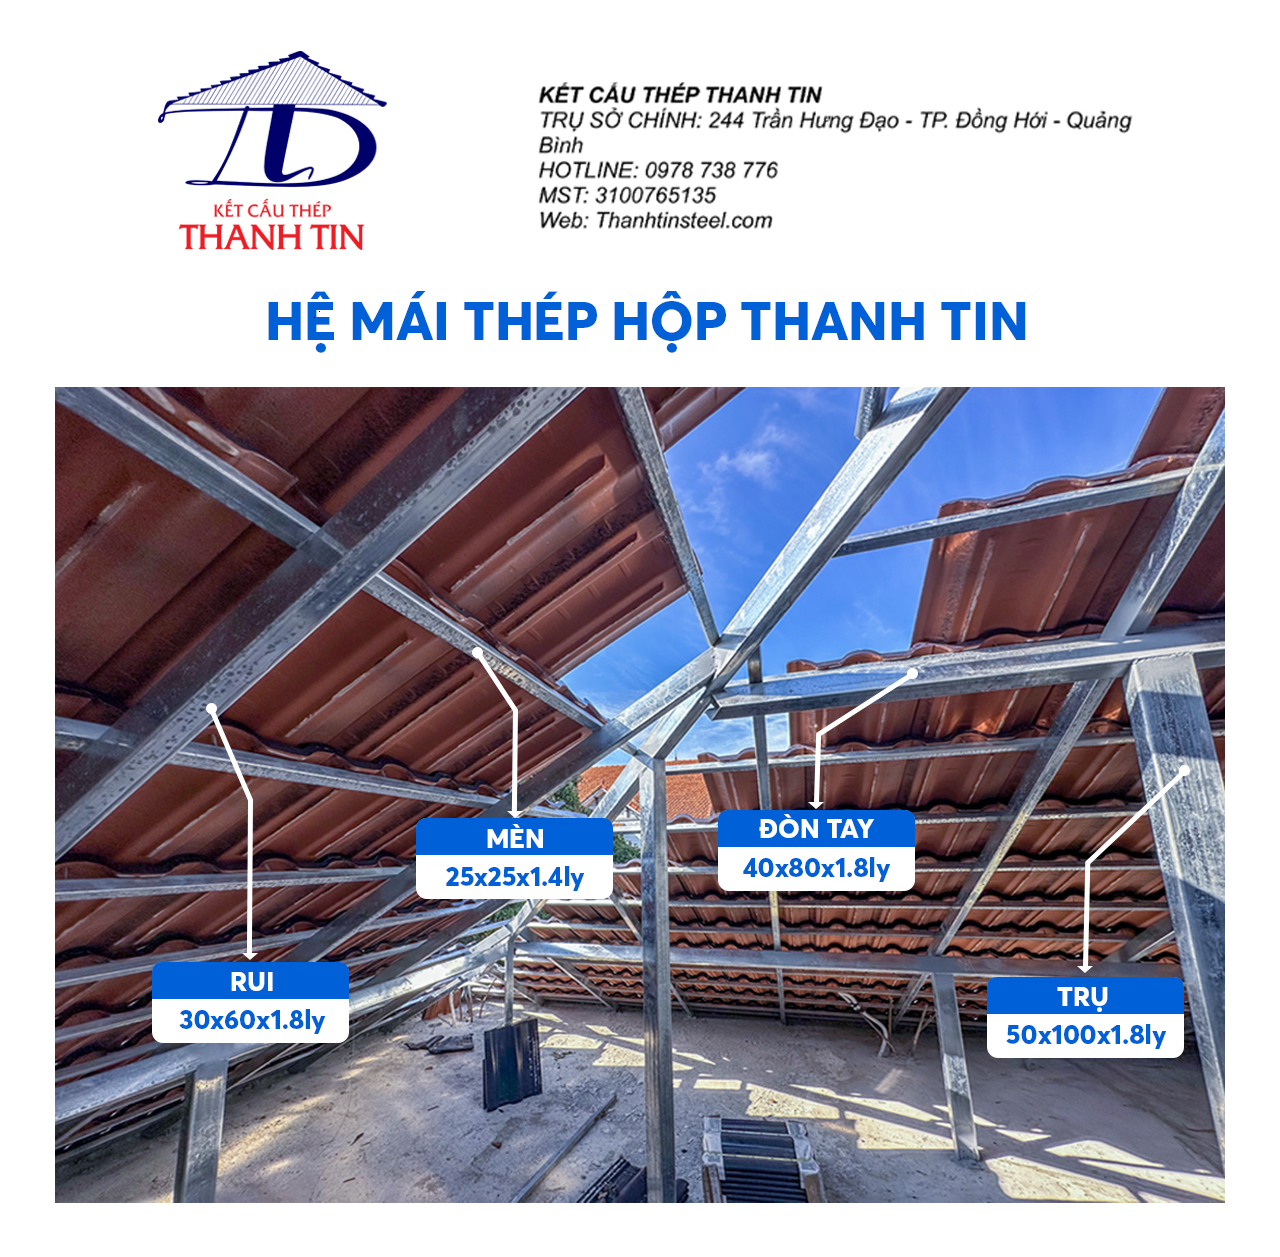 KẾT CẤU THÉP
THANH TIN
KẾT CẤU THÉP THANH TIN
TRỤ SỞ CHÍNH: 244 Trần Hưng Đạo - TP. Đồng Hới - Quảng
Bình
HOTLINE: 0978 738 776
MST: 3100765135
Web: Thanhtinsteel.com
HỆ MÁI THÉP HỘP THANH TIN
MÈN
25x25x1.4ly
ĐÒN TAY
40x80x1.8ly
RUI
30x60x1.8ly
TRỤ
50x100x1.8ly